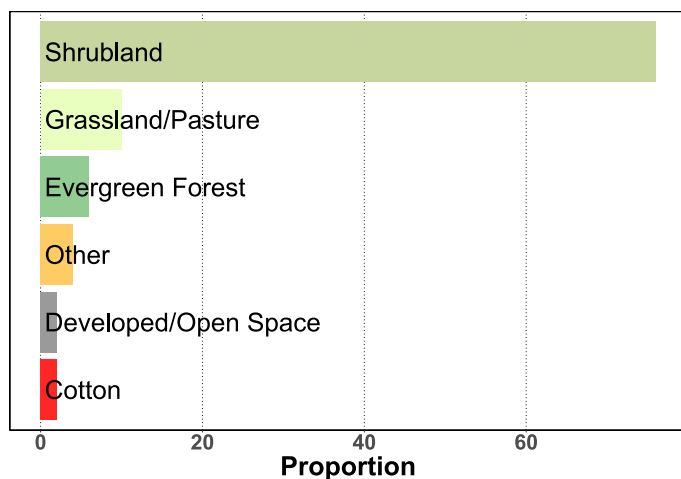 Shrubland
Grassland/Pasture
Evergreen Forest
Other
Developed/Open Space
Cotton
0 20 40 60
Proportion